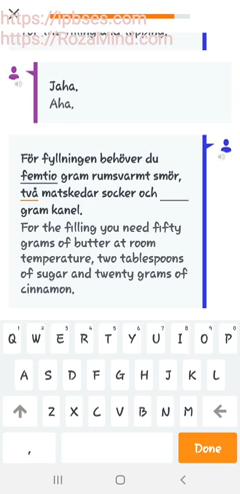 https://lpbses.com
https://RozaMind.com
Jaha.
Aha.
För fyllningen behöver du
femtio gram rumsvarmt smör,
två matskedar socker och ____
gram kanel.
For the filling you need fifty
grams of butter at room
temperature, two tablespoons
of sugar and twenty grams of
cinnamon.
1 2 3 4 5 6 7 8 9 0
Q W E R T Y U I O P
A S D F G H J K L
Z X C V B N M
, Done